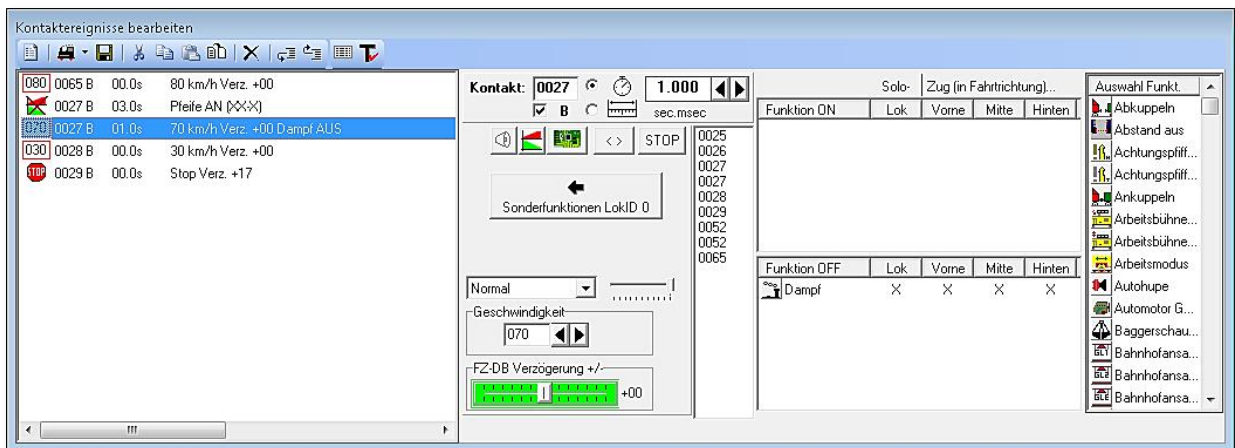 Kontaktereignisse bearbeiten
080 0065 B 00.0s 80 km/h Verz. +00
0027 B 03.0s Pfeife AN (XX-X)
070 0027 B 01.0s 70 km/h Verz. +00 Dampf AUS
030 0028 B 00.0s 30 km/h Verz. +00
STOP 0029 B 00.0s Stop Verz. +17
Kontakt: 0027 1.000
B sec.msec
< > STOP
Sonderfunktionen LokID 0
Normal
Geschwindigkeit
070
FZ-DB Verzögerung +/-
+00
0025
0026
0027
0027
0028
0029
0052
0052
0065
Solo- Zug (in Fahrtrichtung)...
Funktion ON Lok Vorne Mitte Hinten
Funktion OFF Lok Vorne Mitte Hinten
Dampf X X X X
Auswahl Funkt.
Abkuppeln
Abstand aus
Achtungspfiff...
Achtungspfiff...
Ankuppeln
Arbeitsbühne...
Arbeitsbühne...
Arbeitsmodus
Autohupe
Automotor G...
Baggerschau...
Bahnhofansa...
Bahnhofansa...
Bahnhofansa...